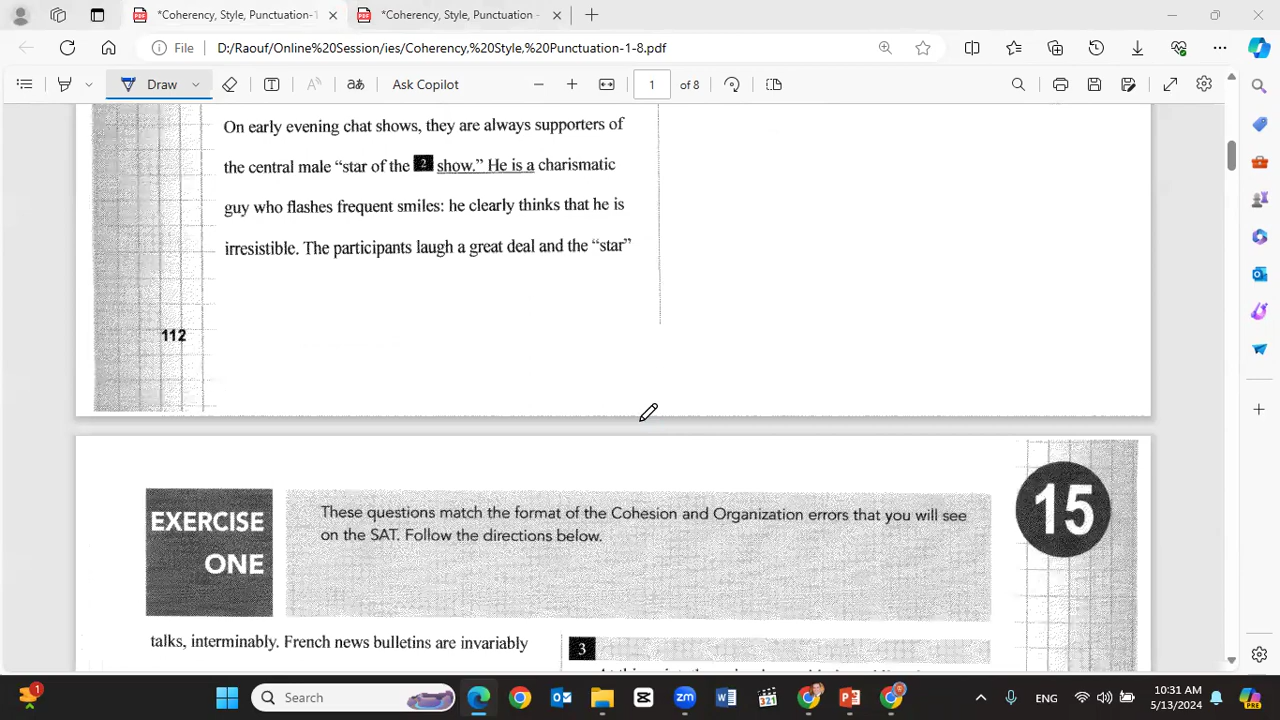 *Coherency, Style, Punctuation-1
*Coherency, Style, Punctuation -
File
D:/Raouf/Online%20Session/ies/Coherency.%20Style,%20Punctuation-1-8.pdf
Draw
Ask Copilot
1
of 8
On early evening chat shows, they are always supporters of
the central male “star of the 2 show.” He is a charismatic
guy who flashes frequent smiles: he clearly thinks that he is
irresistible. The participants laugh a great deal and the “star”
112
EXERCISE
ONE
These questions match the format of the Cohesion and Organization errors that you will see
on the SAT. Follow the directions below.
15
talks, interminably. French news bulletins are invariably
3
1
Search
ENG
10:31 AM
5/13/2024